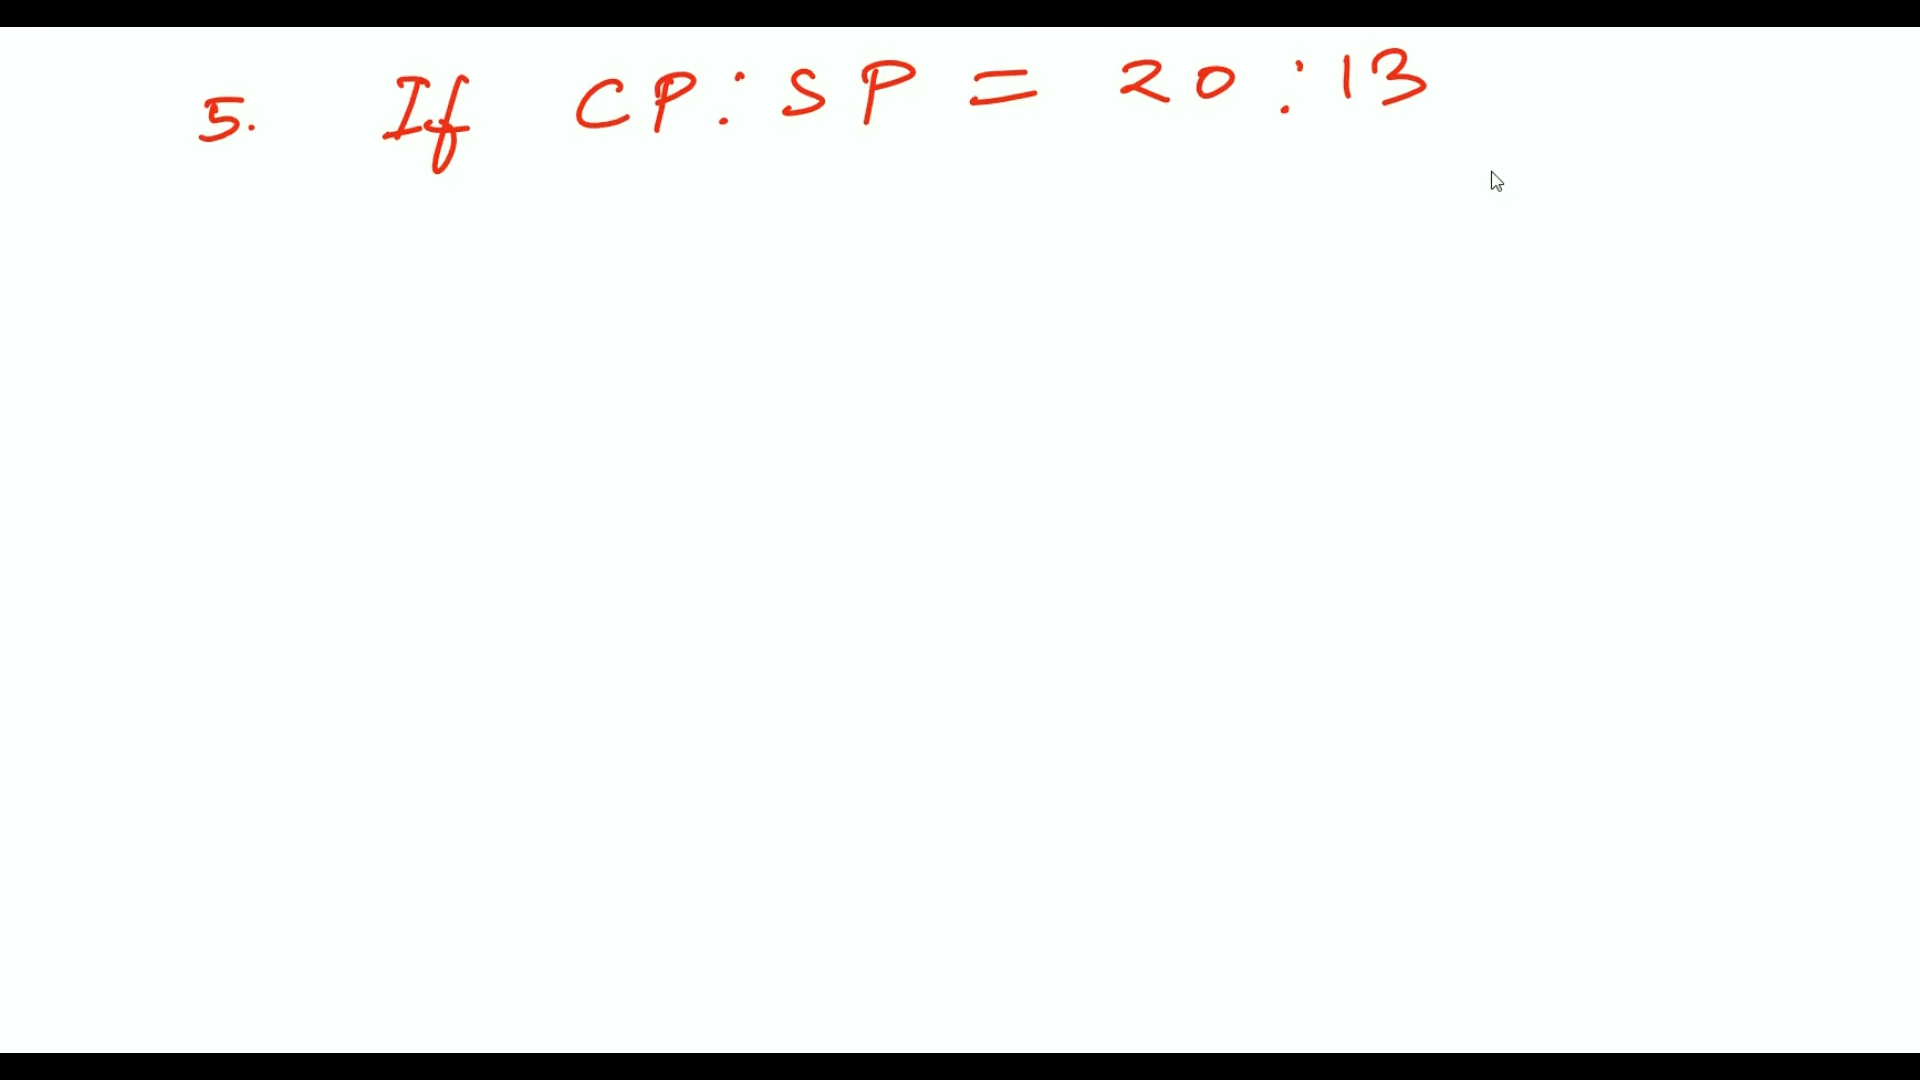 5. If CP : SP = 20 : 13